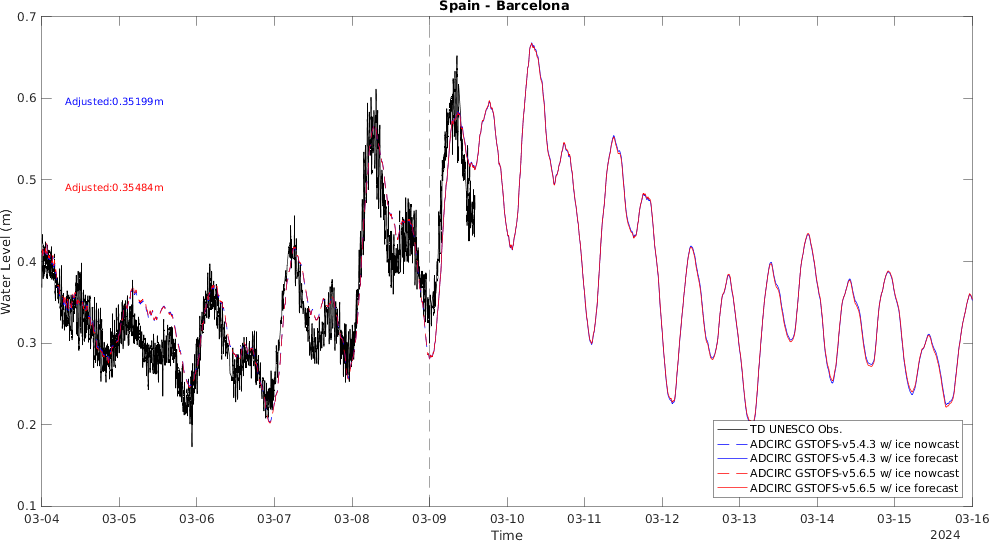 Spain - Barcelona
0.7
0.6
0.5
0.4
0.3
0.2
0.1
Water Level (m)
Adjusted:0.35199m
Adjusted:0.35484m
TD UNESCO Obs.
ADCIRC GSTOFS-v5.4.3 w/ ice nowcast
ADCIRC GSTOFS-v5.4.3 w/ ice forecast
ADCIRC GSTOFS-v5.6.5 w/ ice nowcast
ADCIRC GSTOFS-v5.6.5 w/ ice forecast
03-04 03-05 03-06 03-07 03-08 03-09 03-10 03-11 03-12 03-13 03-14 03-15 03-16
Time
2024